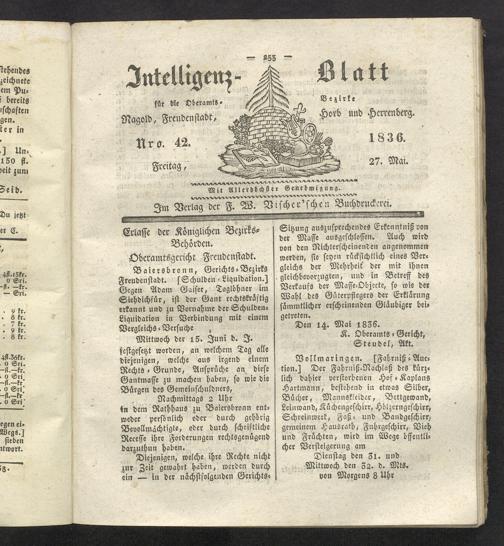 — 255 —
Intelligenz- Blatt
für die Oberamts- Bezirke
Nagold, Freudenstadt, Horb und Herrenberg.
Nro. 42. 1836.
Freitag, 27. Mai.
Mit Allerhöchster Genehmigung.
Im Verlag der F. W. Vischer'schen Buchdruckerei.
Erlasse der Königlichen Bezirks-
Behörden.
Oberamtsgericht Freudenstadt.
Baiersbronn, Gerichts-Bezirks
Freudenstadt. [Schulden-Liquidation.]
Gegen Adam Gaiser, Taglöhner im
Siehdichfür, ist der Gant rechtskräftig
erkannt und zu Vornahme der Schulden-
Liquidation in Verbindung mit einem
Vergleichs-Versuche
Mittwoch der 15. Juni d. J.
festgesetzt worden, an welchem Tag alle
diejenigen, welche aus irgend einem
Rechts-Grunde, Ansprüche an diese
Gantmasse zu machen haben, so wie die
Bürgen des Gemeinschuldners,
Nachmittags 2 Uhr
in dem Rathhaus zu Baiersbronn ent-
weder persönlich oder durch gehörig
Bevollmächtigte, oder durch schriftliche
Recesse ihre Forderungen rechtsgenügend
darzuthun haben.
Diejenigen, welche ihre Rechte nicht
zur Zeit gewahrt haben, werden durch
ein — in der nächstfolgenden Gerichts-
Sitzung auszusprechendes Erkenntniß von
der Masse ausgeschlossen. Auch wird
von den Nichterscheinenden angenommen
werden, sie seyen rücksichtlich eines Ver-
gleichs der Mehrheit der mit ihnen
gleichbevorzugten, und in Betreff des
Verkaufs der Masse-Objekte, so wie der
Wahl des Güterpflegers der Erklärung
sämmtlicher erscheinenden Gläubiger bei-
getreten.
Den 14. Mai 1836.
K. Oberamts-Gericht,
Steudel, Akt.
Vollmaringen. [Fahrniß-Auc-
tion.] Der Fahrniß-Nachlaß des kürz-
lich dahier verstorbenen Hof-Kaplans
Hartmann, bestehend in etwas Silber,
Bücher, Mannskleider, Bettgewand,
Leinwand, Küchengeschirr, Hölzerngeschirr
Schreinwerk, Faß- und Bandgeschirr;
gemeinem Hausrath, Fuhrgeschirr, Vieh
und Früchten, wird im Wege öffentli-
cher Versteigerung am
Dienstag den 31. und
Mittwoch den 32. d. Mts.
von Morgens 8 Uhr